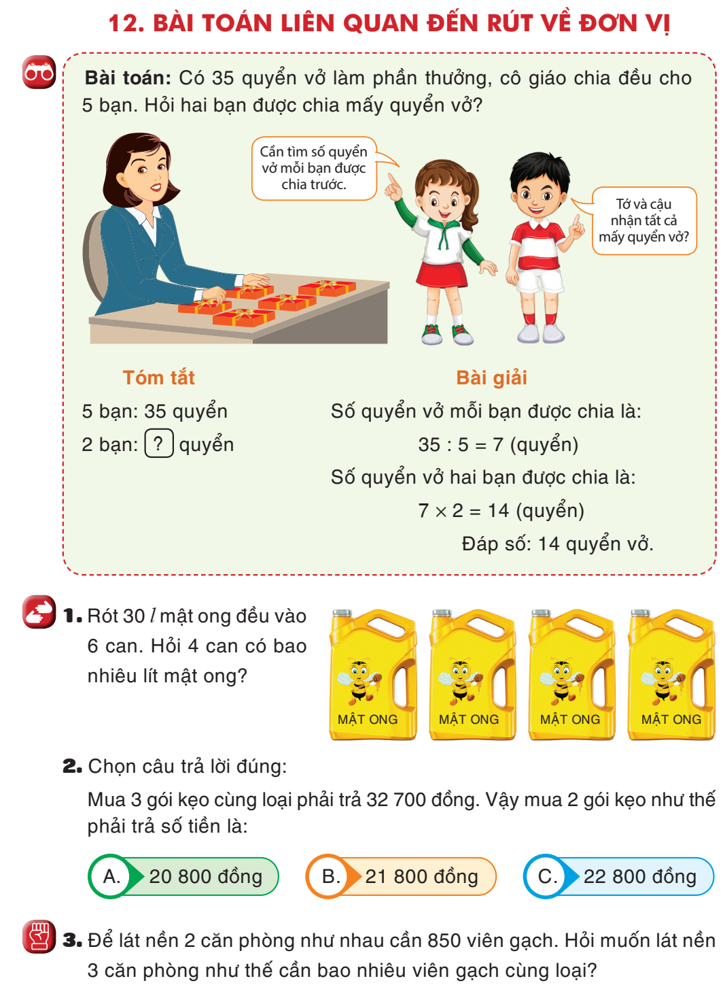 12. BÀI TOÁN LIÊN QUAN ĐẾN RÚT VỀ ĐƠN VỊ
Bài toán: Có 35 quyển vở làm phần thưởng, cô giáo chia đều cho
5 bạn. Hỏi hai bạn được chia mấy quyển vở?
Cần tìm số quyển
vở mỗi bạn được
chia trước.
Tớ và cậu
nhận tất cả
mấy quyển vở?
Tóm tắt
5 bạn: 35 quyển
2 bạn: ? quyển
Bài giải
Số quyển vở mỗi bạn được chia là:
35 : 5 = 7 (quyển)
Số quyển vở hai bạn được chia là:
7 × 2 = 14 (quyển)
Đáp số: 14 quyển vở.
1. Rót 30 l mật ong đều vào
6 can. Hỏi 4 can có bao
nhiêu lít mật ong?
MẬT ONG
MẬT ONG
MẬT ONG
MẬT ONG
2. Chọn câu trả lời đúng:
Mua 3 gói kẹo cùng loại phải trả 32 700 đồng. Vậy mua 2 gói kẹo như thế
phải trả số tiền là:
A. 20 800 đồng
B. 21 800 đồng
C. 22 800 đồng
3. Để lát nền 2 căn phòng như nhau cần 850 viên gạch. Hỏi muốn lát nền
3 căn phòng như thế cần bao nhiêu viên gạch cùng loại?